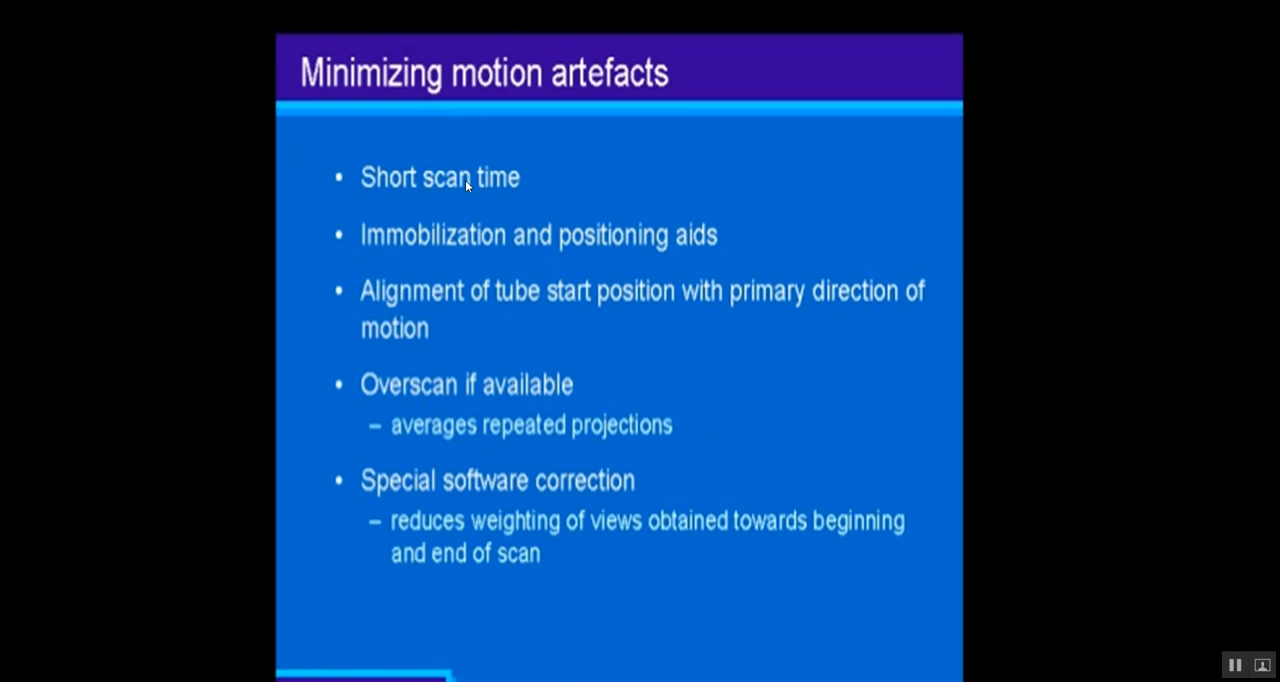 Minimizing motion artefacts
• Short scan time
• Immobilization and positioning aids
• Alignment of tube start position with primary direction of
motion
• Overscan if available
– averages repeated projections
• Special software correction
– reduces weighting of views obtained towards beginning
and end of scan